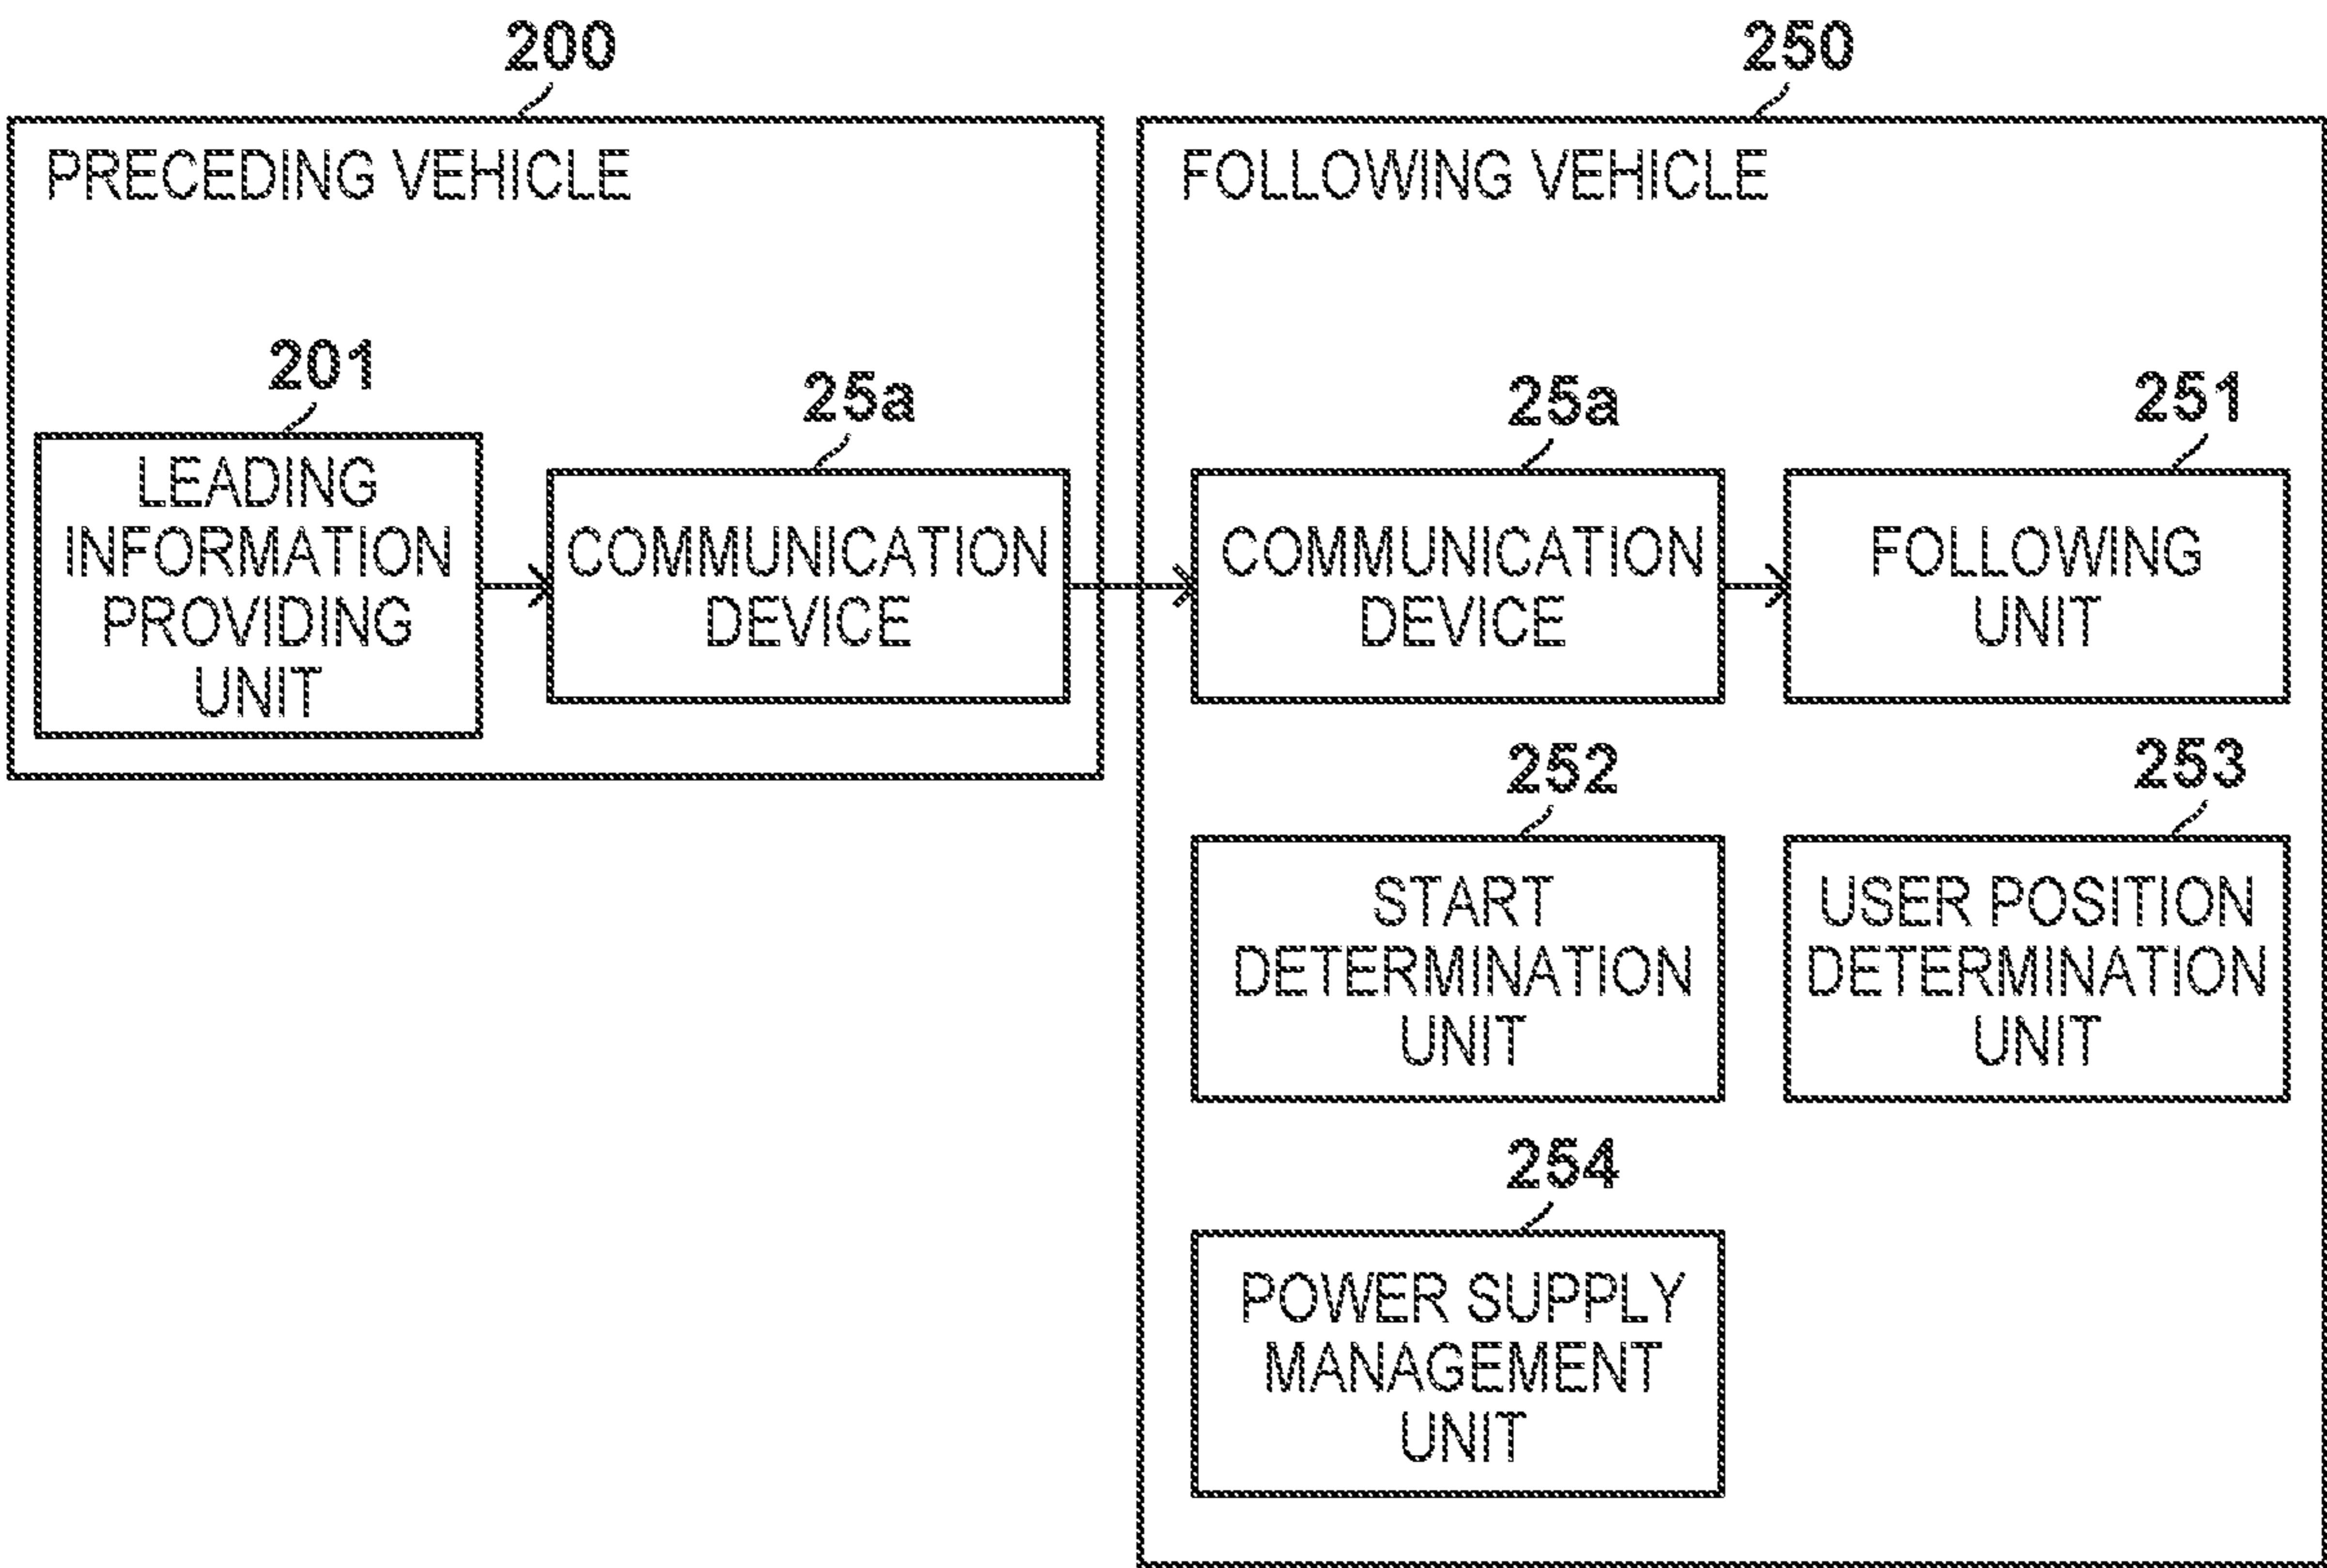 200
250
PRECEDING VEHICLE
FOLLOWING VEHICLE
201
25a
25a
251
LEADING
INFORMATION
PROVIDING
UNIT
COMMUNICATION
DEVICE
COMMUNICATION
DEVICE
FOLLOWING
UNIT
252
253
START
DETERMINATION
UNIT
USER POSITION
DETERMINATION
UNIT
254
POWER SUPPLY
MANAGEMENT
UNIT